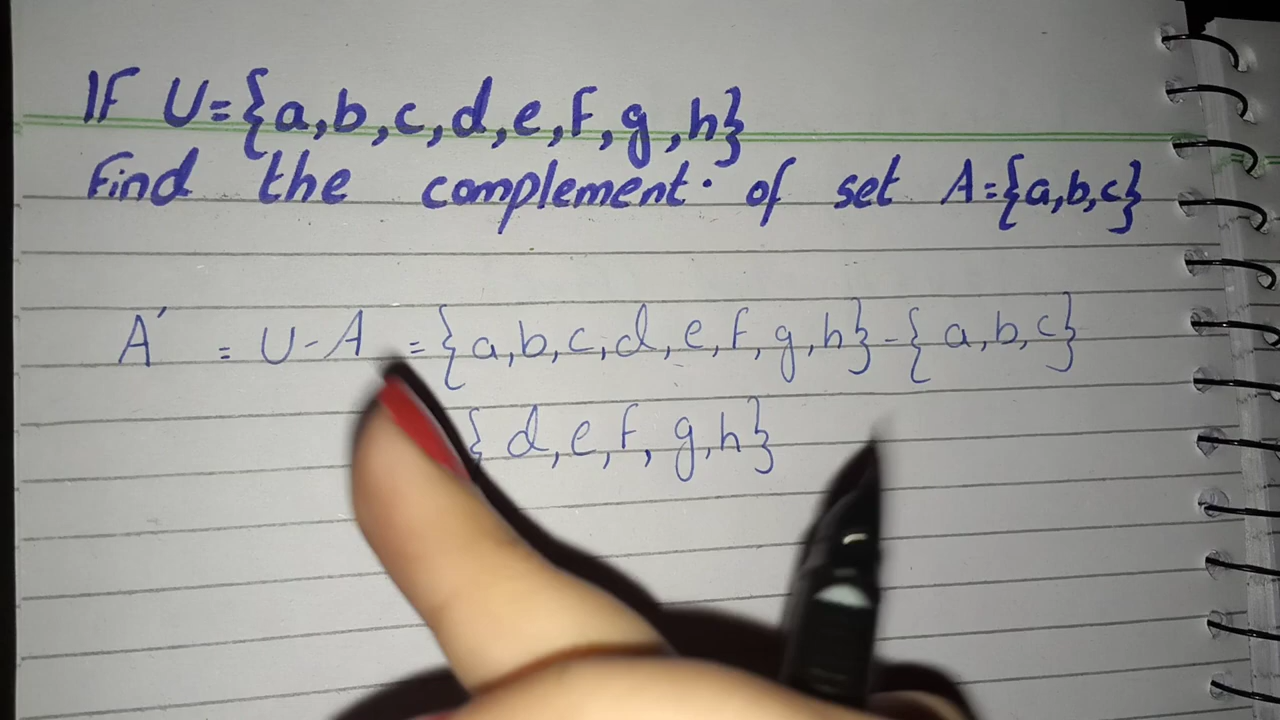 IF U={a,b,c,d,e,f,g,h}
Find the complement. of set A={a,b,c}
A' = U-A = {a,b,c,d,e,f,g,h}-{a,b,c}
{d,e,f,g,h}